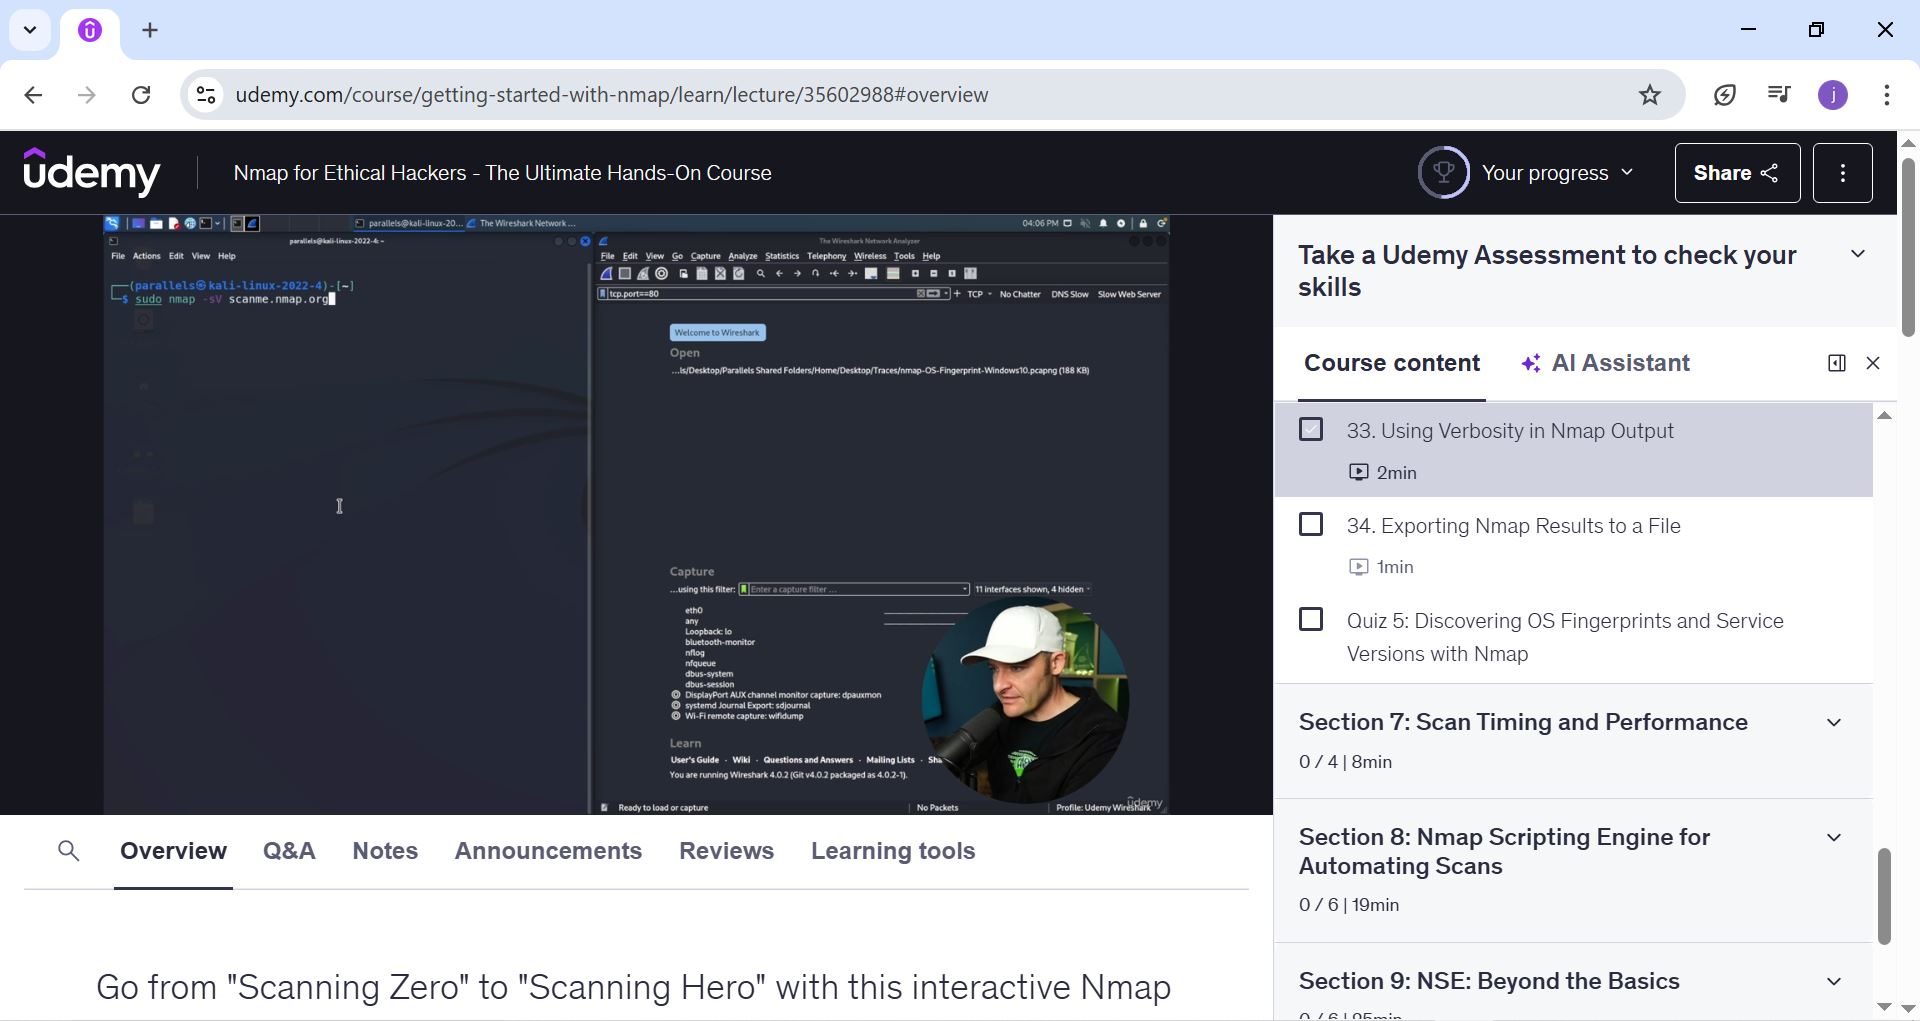 udemy.com/course/getting-started-with-nmap/learn/lecture/35602988#overview
j
udemy
Nmap for Ethical Hackers - The Ultimate Hands-On Course
Your progress
Share
parallels@kali-linux-20...
The Wireshark Network ...
04:06 PM
parallels@kali-linux-2022-4: ~
File Actions Edit View Help
(parallels㉿kali-linux-2022-4)-[~]
$ sudo nmap -sV scanme.nmap.org
The Wireshark Network Analyzer
File Edit View Go Capture Analyze Statistics Telephony Wireless Tools Help
tcp.port==80
+ TCP No Chatter DNS Slow Slow Web Server
Welcome to Wireshark
Open
...ls/Desktop/Parallels Shared Folders/Home/Desktop/Traces/nmap-OS-Fingerprint-Windows10.pcapng (188 KB)
Capture
...using this filter: Enter a capture filter ... 11 interfaces shown, 4 hidden
eth0
any
Loopback: lo
bluetooth-monitor
nflog
nfqueue
dbus-system
dbus-session
DisplayPort AUX channel monitor capture: dpauxmon
systemd Journal Export: sdjournal
Wi-Fi remote capture: wifidump
Learn
User's Guide · Wiki · Questions and Answers · Mailing Lists ·
You are running Wireshark 4.0.2 (Git v4.0.2 packaged as 4.0.2-1).
Ready to load or capture
No Packets
Profile: Udemy Wireshark
udemy
Take a Udemy Assessment to check your
skills
Course content
AI Assistant
33. Using Verbosity in Nmap Output
2min
34. Exporting Nmap Results to a File
1min
Quiz 5: Discovering OS Fingerprints and Service
Versions with Nmap
Section 7: Scan Timing and Performance
0 / 4 | 8min
Section 8: Nmap Scripting Engine for
Automating Scans
0 / 6 | 19min
Section 9: NSE: Beyond the Basics
Overview
Q&A
Notes
Announcements
Reviews
Learning tools
Go from "Scanning Zero" to "Scanning Hero" with this interactive Nmap